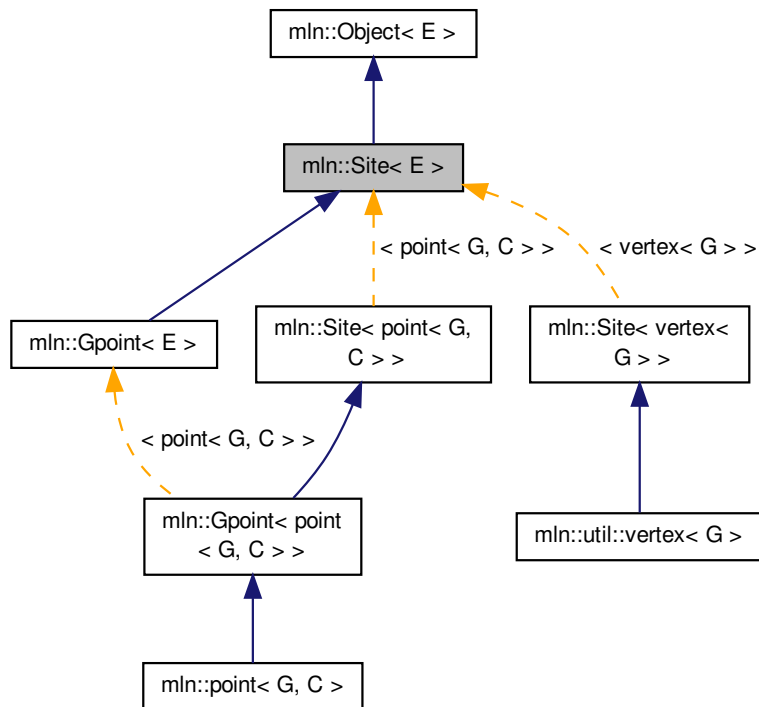 mln::Object< E >
mln::Site< E >
< point< G, C > >
< vertex< G > >
mln::Gpoint< E >
mln::Site< point< G,
C > >
mln::Site< vertex<
G > >
< point< G, C > >
mln::Gpoint< point
< G, C > >
mln::util::vertex< G >
mln::point< G, C >